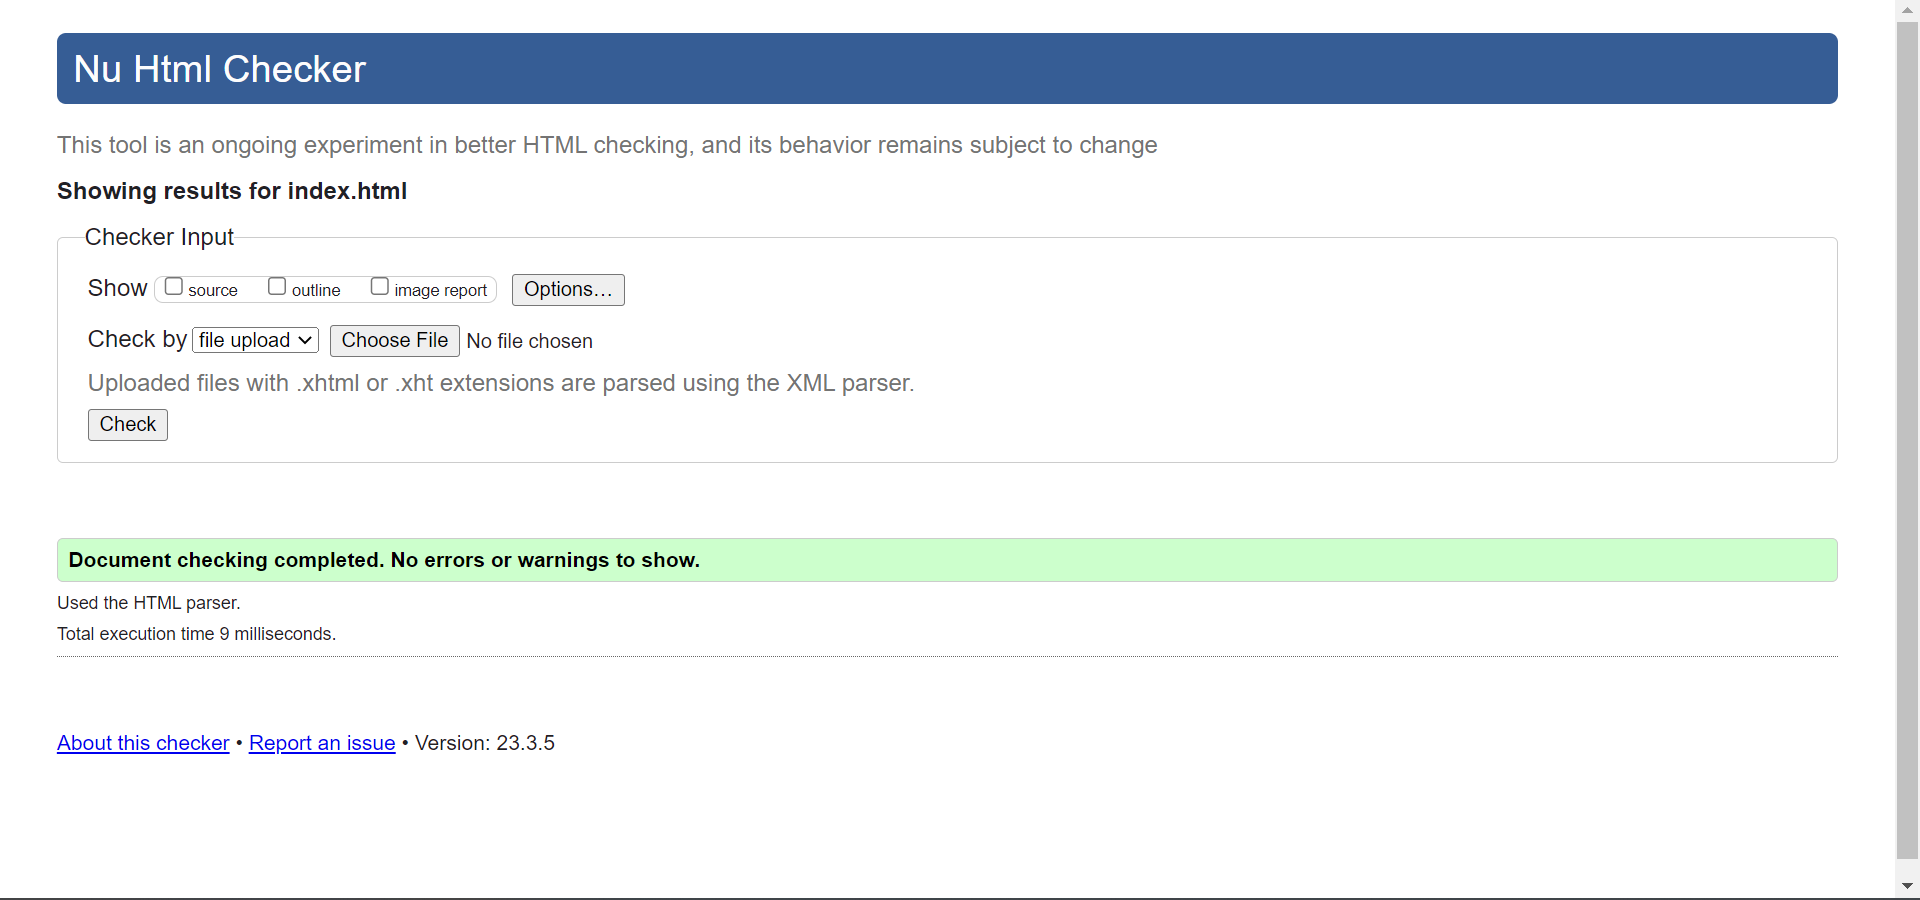 Nu Html Checker
This tool is an ongoing experiment in better HTML checking, and its behavior remains subject to change
Showing results for index.html
Checker Input
Show source outline image report Options...
Check by file upload Choose File No file chosen
Uploaded files with .xhtml or .xht extensions are parsed using the XML parser.
Check
Document checking completed. No errors or warnings to show.
Used the HTML parser.
Total execution time 9 milliseconds.
About this checker • Report an issue • Version: 23.3.5